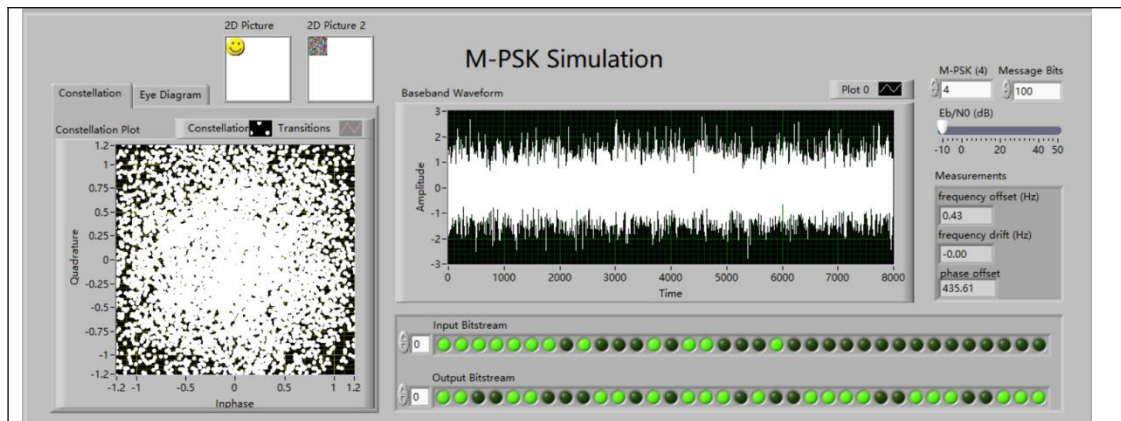 2D Picture
2D Picture 2
M-PSK Simulation
Constellation
Eye Diagram
Constellation Plot
Constellation
Transitions
1.2
1
0.75
0.5
0.25
0
-0.25
-0.5
-0.75
-1
-1.2
Quadrature
-1.2 -1 -0.5 0 0.5 1.2
Inphase
Baseband Waveform
Plot 0
3
2
1
0
-1
-2
-3
Amplitude
0 1000 2000 3000 4000 5000 6000 7000 8000
Time
M-PSK (4)
4
Message Bits
100
Eb/N0 (dB)
-10 0 20 40 50
Measurements
frequency offset (Hz)
0.43
frequency drift (Hz)
-0.00
phase offset
435.61
Input Bitstream
0
Output Bitstream
0